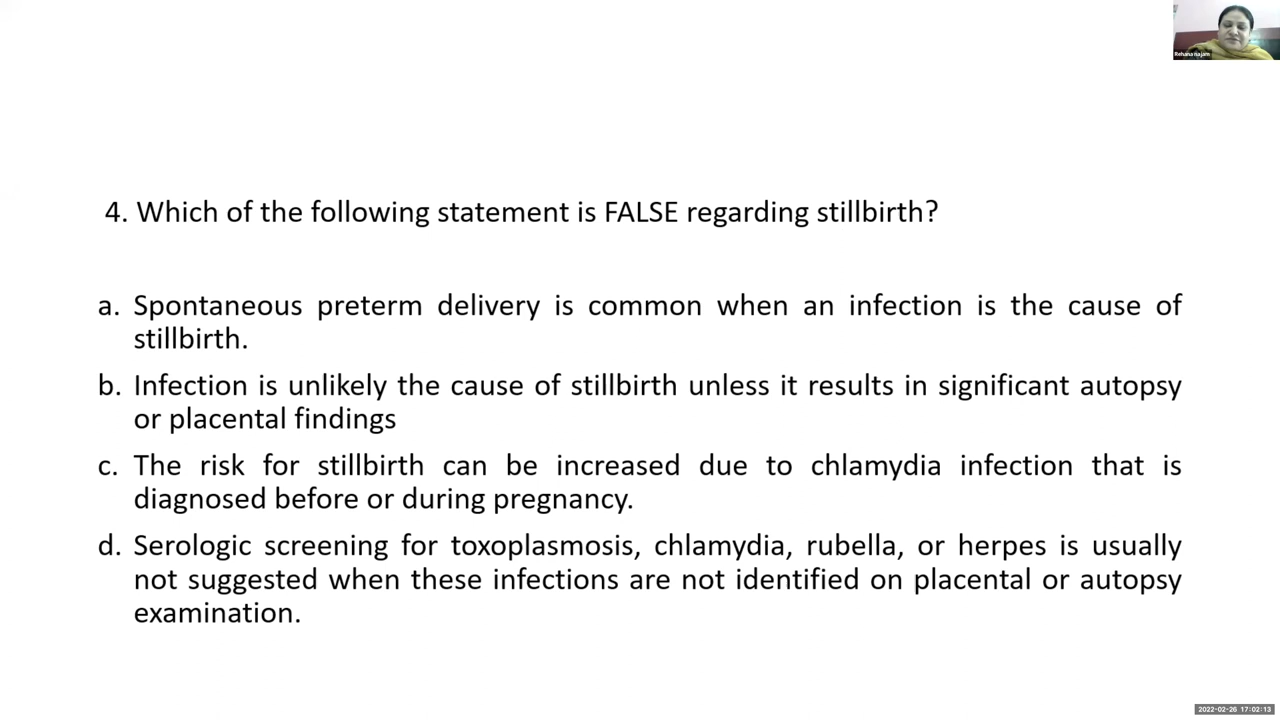 Rehana najam
4. Which of the following statement is FALSE regarding stillbirth?
a. Spontaneous preterm delivery is common when an infection is the cause of
stillbirth.
b. Infection is unlikely the cause of stillbirth unless it results in significant autopsy
or placental findings
c. The risk for stillbirth can be increased due to chlamydia infection that is
diagnosed before or during pregnancy.
d. Serologic screening for toxoplasmosis, chlamydia, rubella, or herpes is usually
not suggested when these infections are not identified on placental or autopsy
examination.
2022-02-26 17:02:13